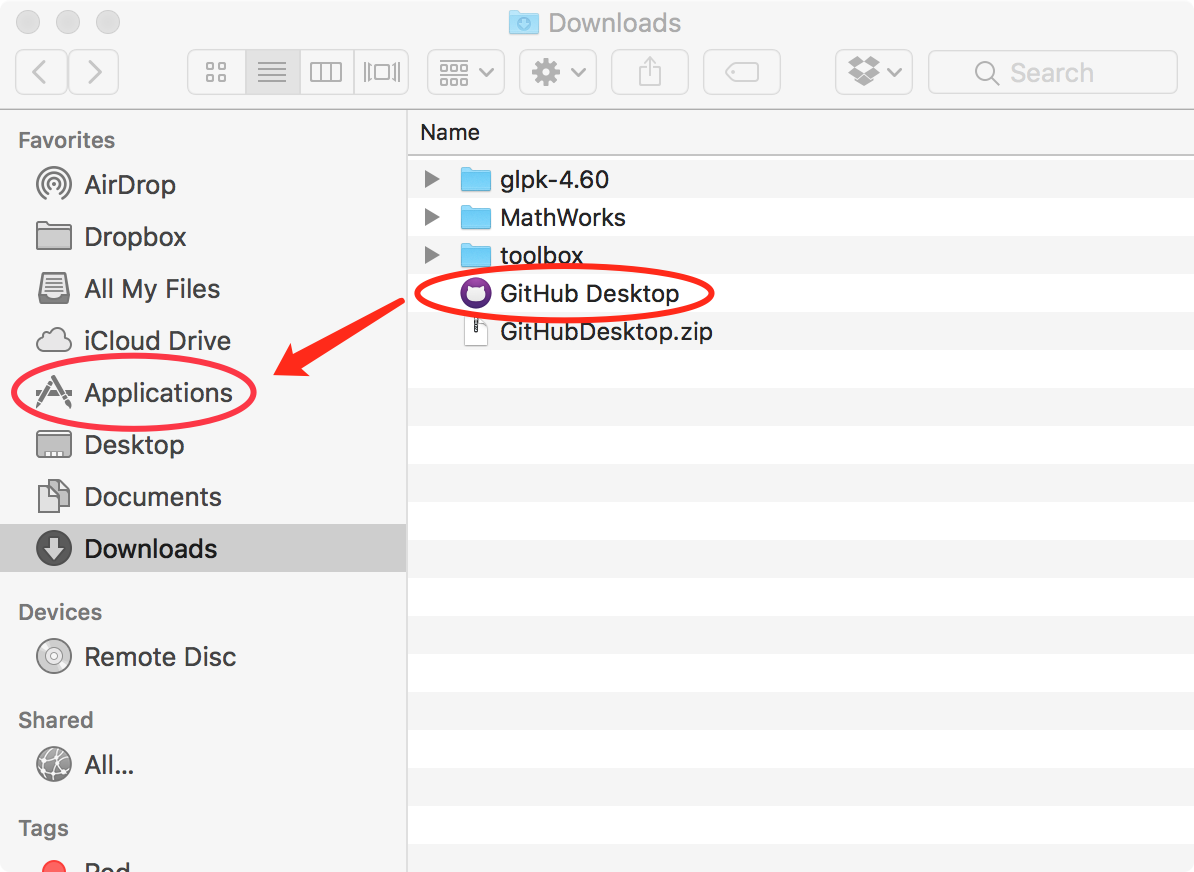 Downloads
Search
Favorites
AirDrop
Dropbox
All My Files
iCloud Drive
Applications
Desktop
Documents
Downloads
Devices
Remote Disc
Shared
All...
Tags
Red
Name
glpk-4.60
MathWorks
toolbox
GitHub Desktop
GitHubDesktop.zip